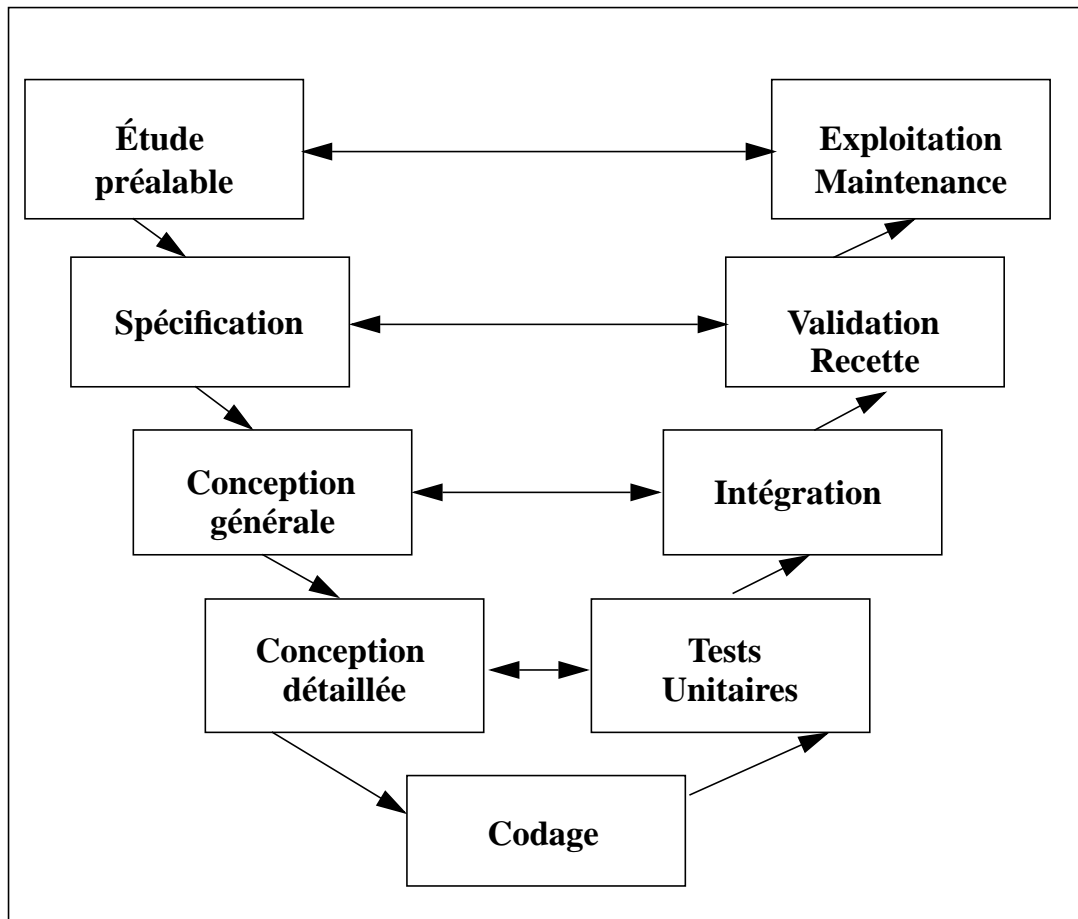 Étude
préalable
Exploitation
Maintenance
Spécification
Validation
Recette
Conception
générale
Intégration
Conception
détaillée
Tests
Unitaires
Codage